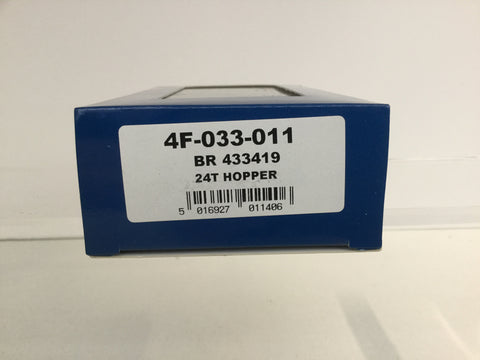 4F-033-011
BR 433419
24T HOPPER
5 016927 011406